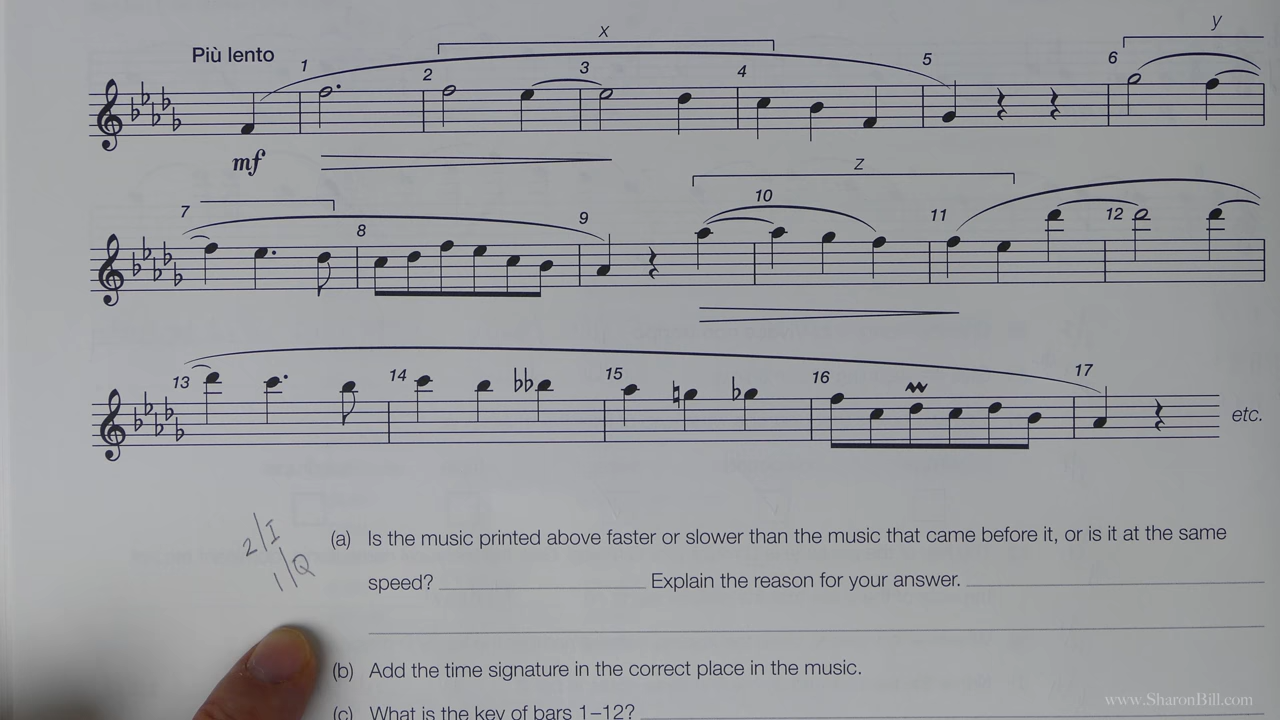 x
y
Più lento
1
2
3
4
5
6
mf
z
7
8
9
10
11
12
13
14
15
16
17
etc.
2/I
1/Q
(a) Is the music printed above faster or slower than the music that came before it, or is it at the same
speed? Explain the reason for your answer.
(b) Add the time signature in the correct place in the music.
(c) What is the key of bars 1–12?
www.SharonBill.com